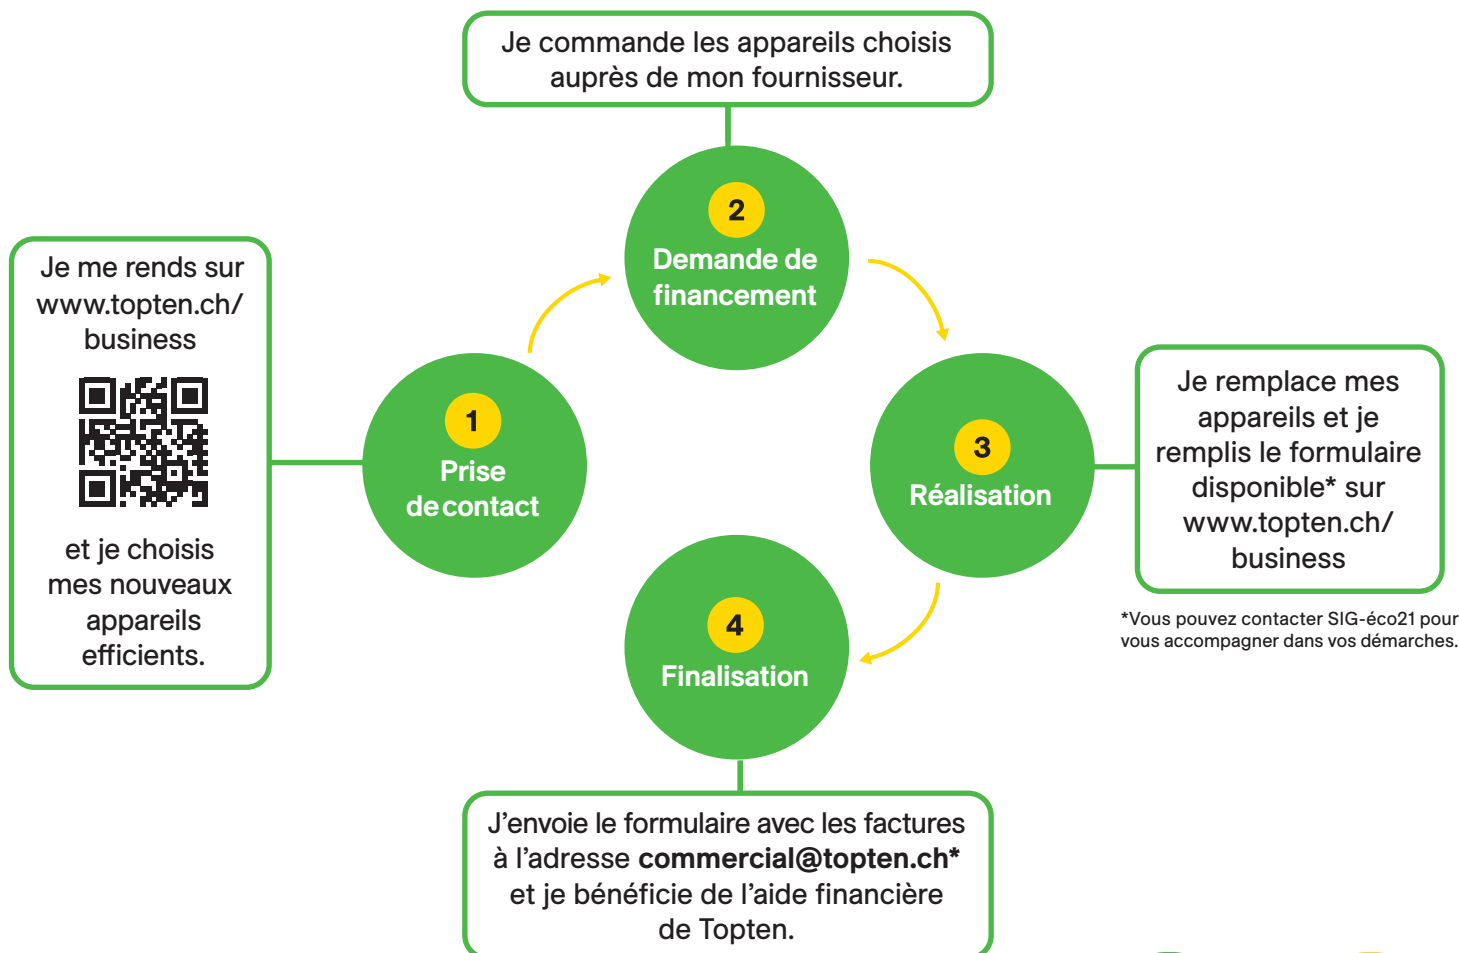 Je commande les appareils choisis
auprès de mon fournisseur.
2
Demande de
financement
Je me rends sur
www.topten.ch/
business
et je choisis
mes nouveaux
appareils
efficients.
1
Prise
de contact
3
Réalisation
Je remplace mes
appareils et je
remplis le formulaire
disponible* sur
www.topten.ch/
business
*Vous pouvez contacter SIG-éco21 pour
vous accompagner dans vos démarches.
4
Finalisation
J’envoie le formulaire avec les factures
à l’adresse commercial@topten.ch*
et je bénéficie de l’aide financière
de Topten.